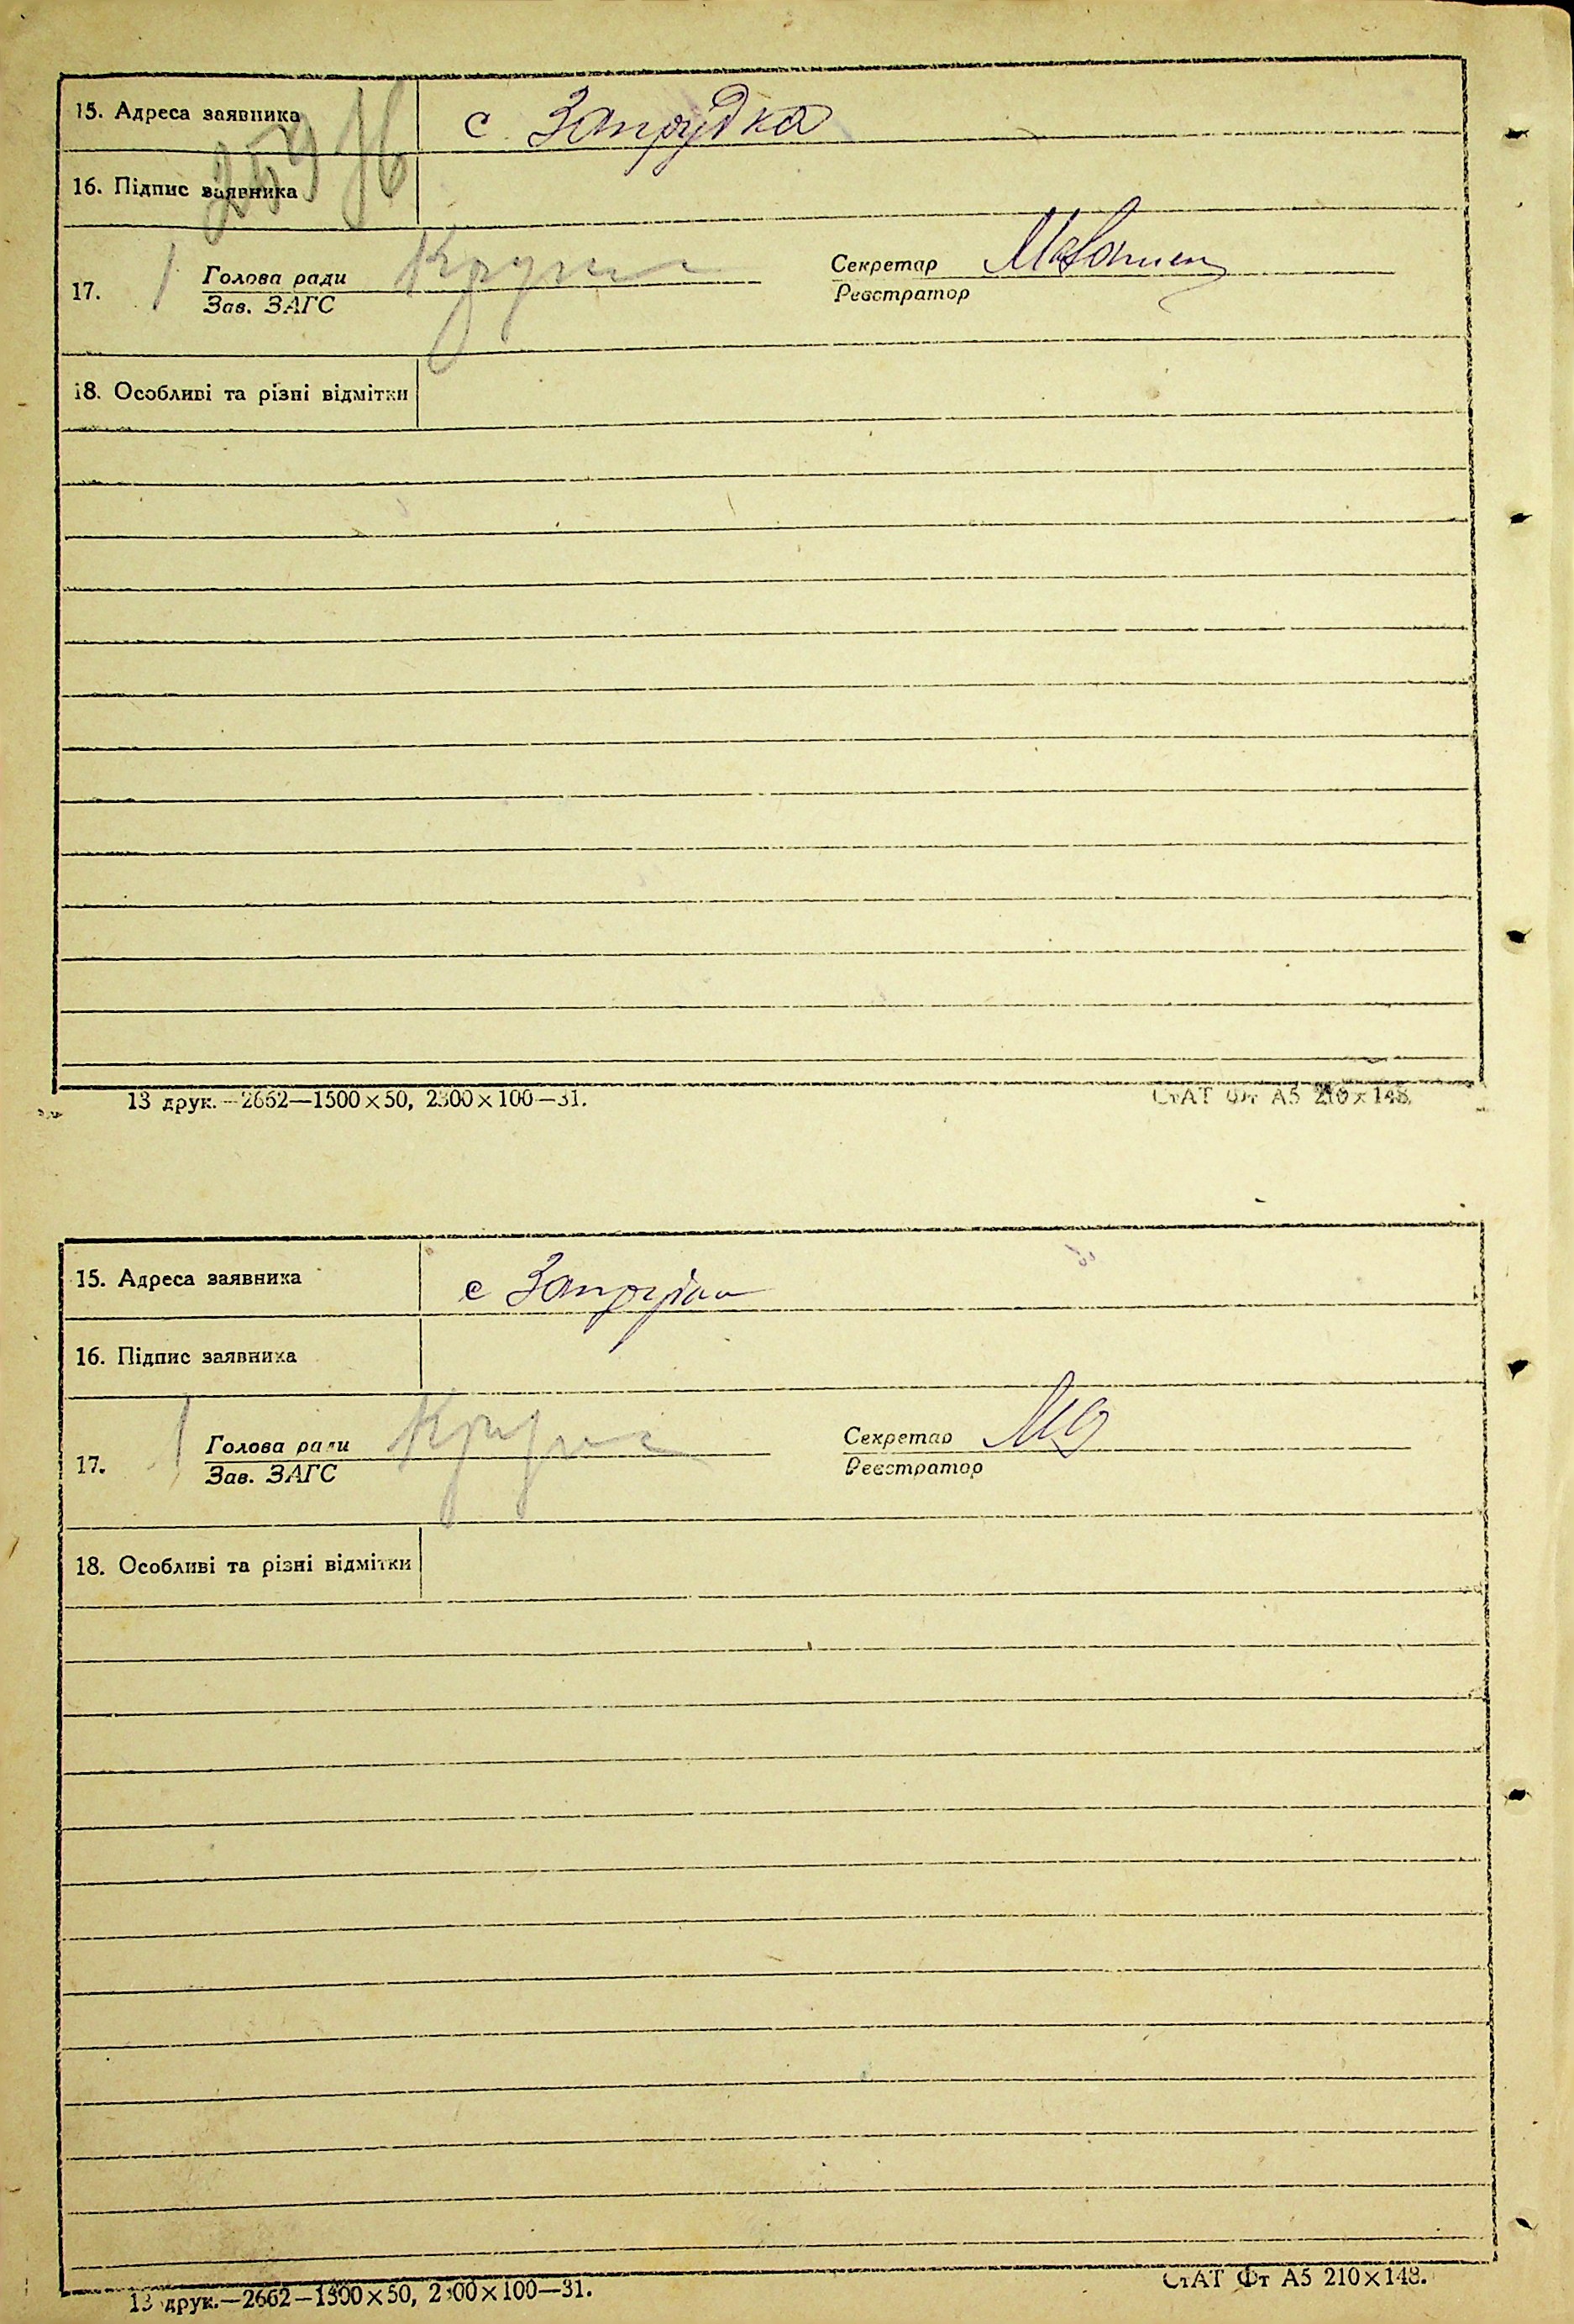 15. Адреса заявника с Запрудка
16. Підпис заявника
17. Голова ради Секретар
Зав. ЗАГС Реєстратор
18. Особливі та різні відмітки
13 друк.—2662—1500×50, 2300×100—31. СтАТ Фт А5 210×148.
15. Адреса заявника с
16. Підпис заявника
17. Голова ради Секретар
Зав. ЗАГС Реєстратор
18. Особливі та різні відмітки
13 друк.—2662—1500×50, 2300×100—31. СтАТ Фт А5 210×148.